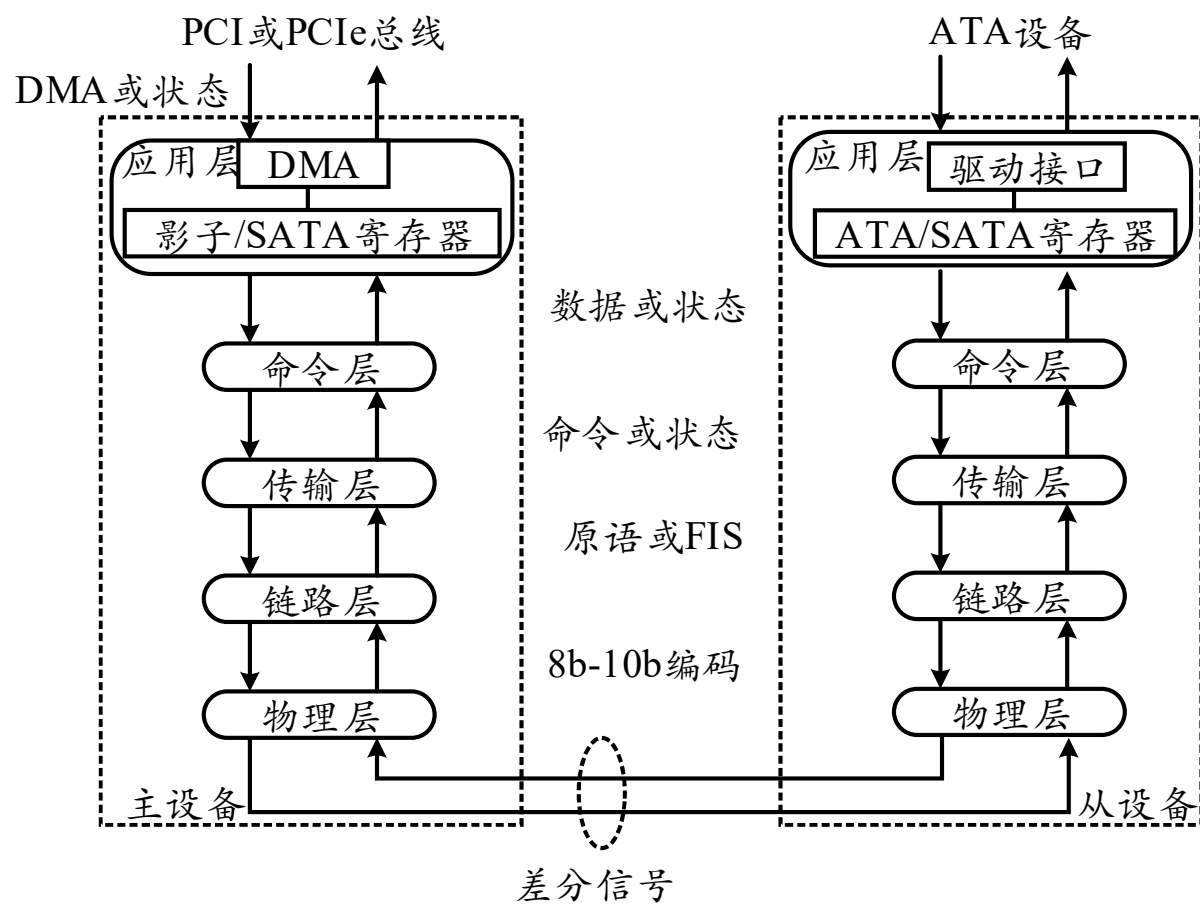 PCI或PCIe总线
ATA设备
DMA或状态
应用层
DMA
影子/SATA寄存器
应用层
驱动接口
ATA/SATA寄存器
数据或状态
命令层
命令层
命令或状态
传输层
传输层
原语或FIS
链路层
链路层
8b-10b编码
物理层
物理层
主设备
从设备
差分信号